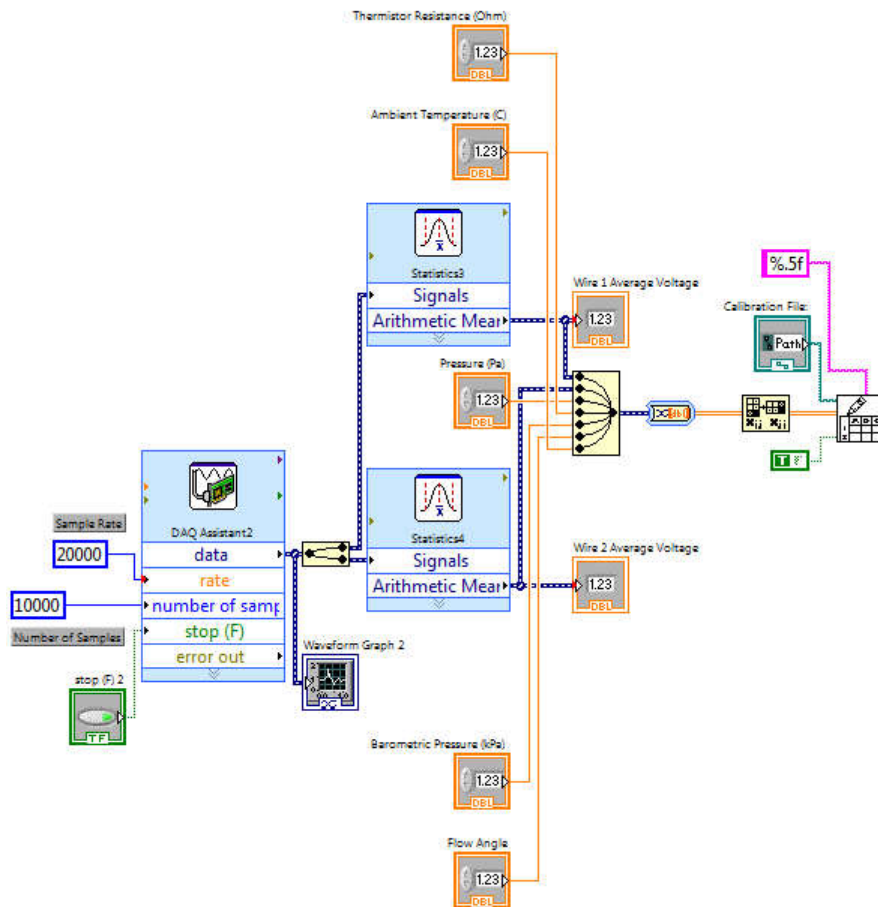 Thermistor Resistance (Ohm)
1.23
DBL
Ambient Temperature (C)
1.23
DBL
Statistics3
Signals
Arithmetic Mear
%.5f
Wire 1 Average Voltage
1.23
DBL
Calibration File:
Path
Pressure (Pa)
1.23
DBL
T
DAQ Assistant2
data
rate
number of samp
stop (F)
error out
Sample Rate
20000
10000
Number of Samples
stop (F) 2
TF
Statistics4
Signals
Arithmetic Mear
Wire 2 Average Voltage
1.23
DBL
Waveform Graph 2
Barometric Pressure (kPa)
1.23
DBL
Flow Angle
1.23
DBL